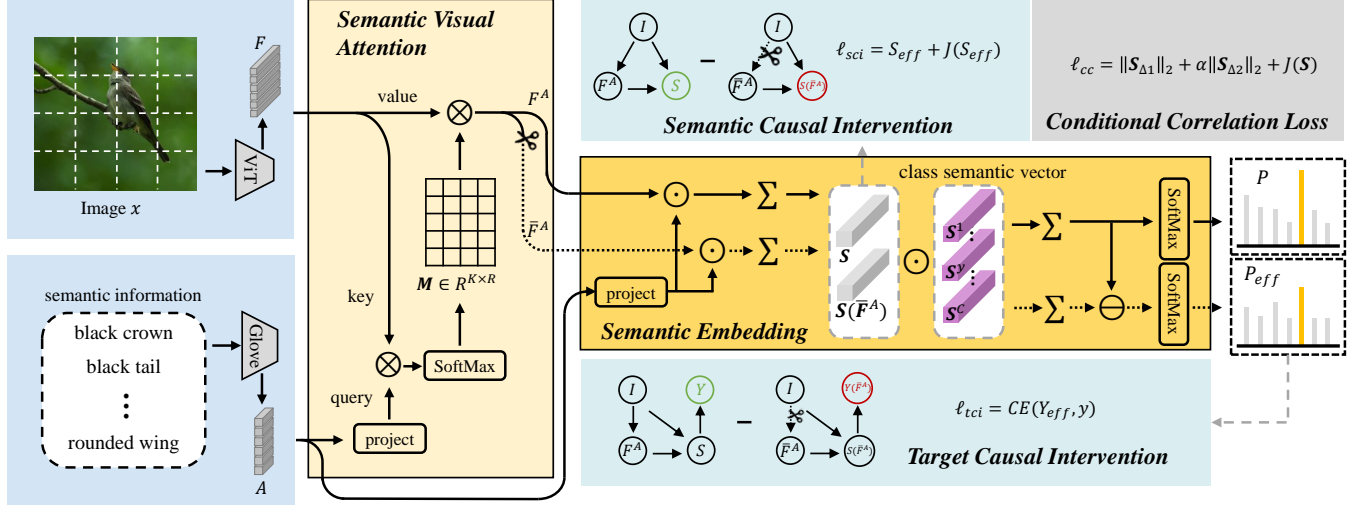 F
ViT
Image x
semantic information
black crown
black tail
⋮
rounded wing
Glove
A
Semantic Visual
Attention
value
F^A
F̄^A
M ∈ R^{K×R}
key
SoftMax
query
project
I
F^A
S
−
I
F̄^A
S(F̄^A)
ℓ_sci = S_eff + J(S_eff)
Semantic Causal Intervention
ℓ_cc = ‖S_Δ1‖_2 + α‖S_Δ2‖_2 + J(S)
Conditional Correlation Loss
class semantic vector
Σ
Σ
project
S
S(F̄^A)
S^1
⋮
S^y
⋮
S^C
Σ
Σ
SoftMax
SoftMax
Semantic Embedding
P
P_eff
I
Y
F^A
S
−
I
Y(F̄^A)
F̄^A
S(F̄^A)
ℓ_tci = CE(Y_eff, y)
Target Causal Intervention